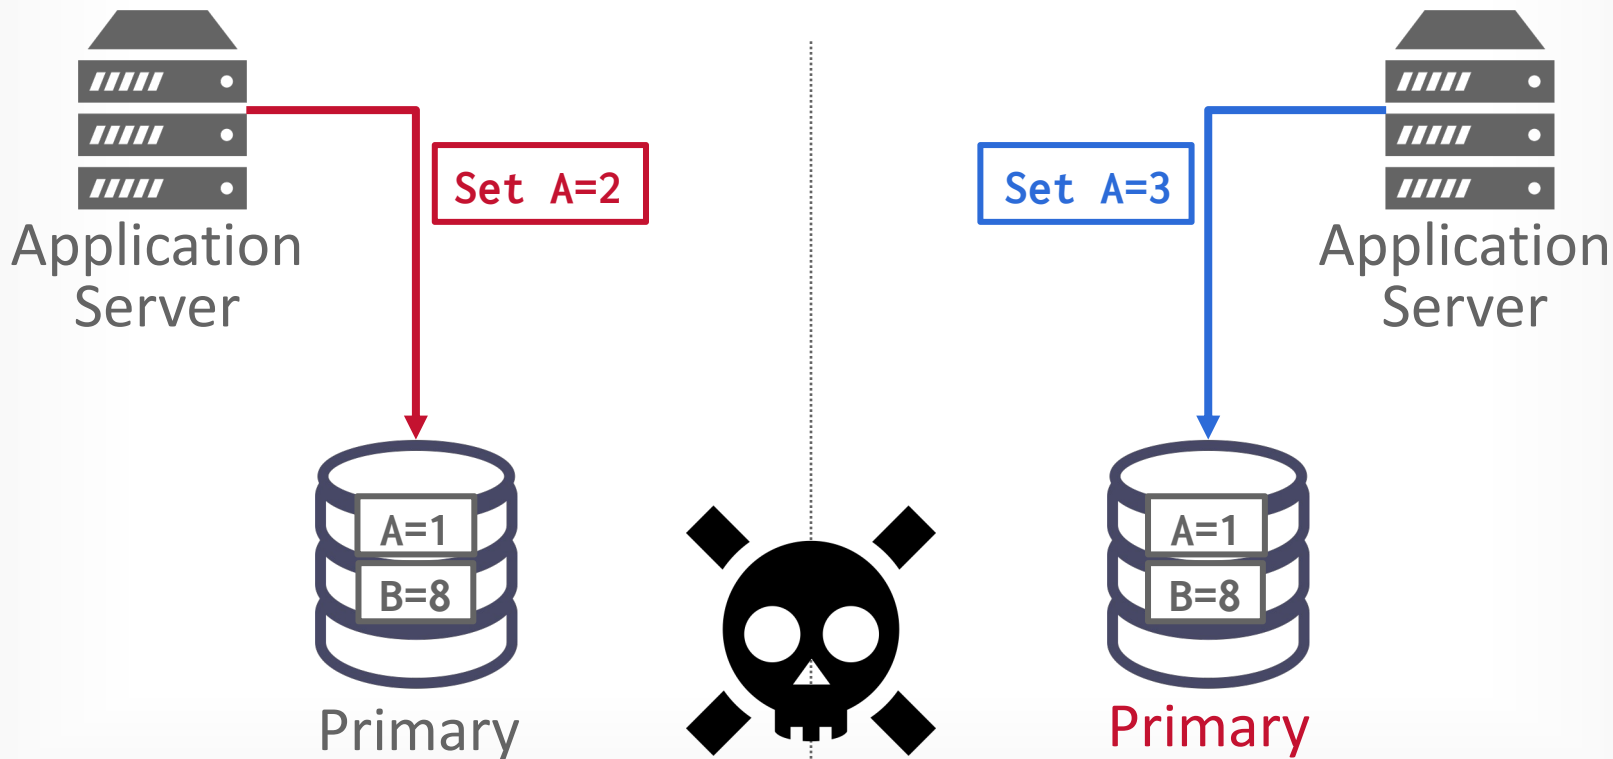 Set A=2
Set A=3
Application
Server
Application
Server
A=1
B=8
A=1
B=8
Primary
Primary